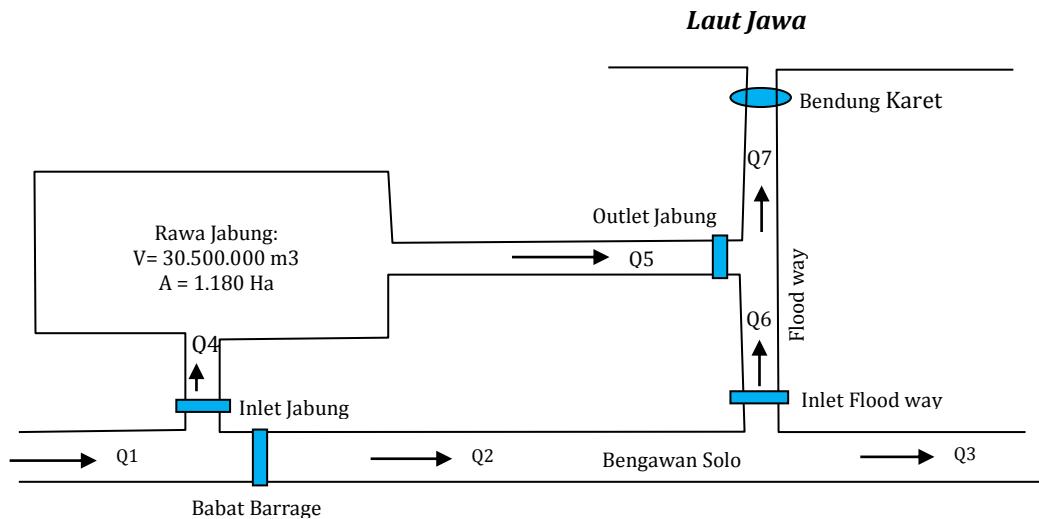 Laut Jawa
Bendung Karet
Q7
Outlet Jabung
Rawa Jabung:
V= 30.500.000 m3
A = 1.180 Ha
Q5
Flood way
Q6
Q4
Inlet Jabung
Inlet Flood way
Q1
Q2
Bengawan Solo
Q3
Babat Barrage